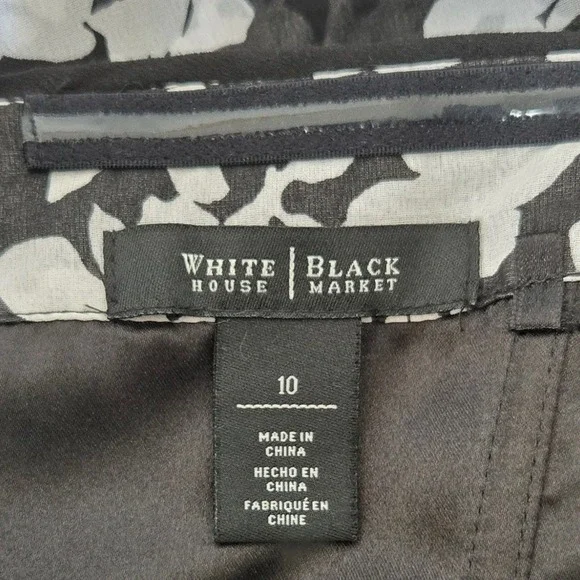 WHITE | BLACK
HOUSE | MARKET
10
MADE IN
CHINA
HECHO EN
CHINA
FABRIQUÉ EN
CHINE